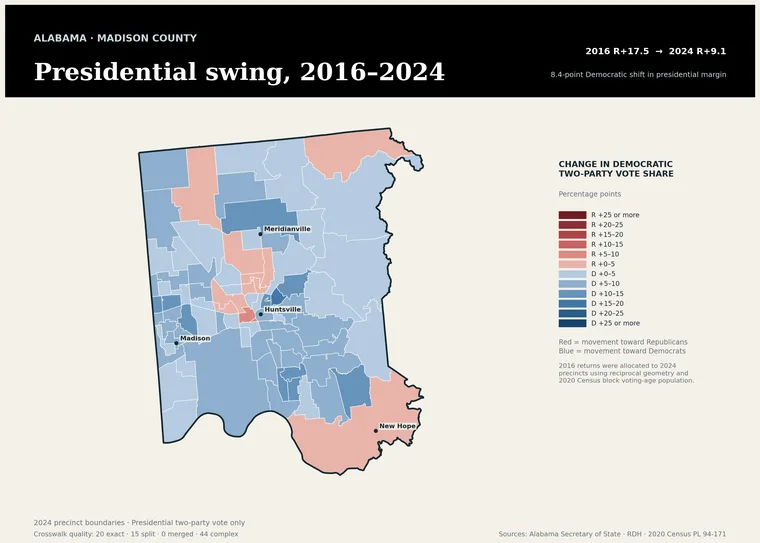 ALABAMA · MADISON COUNTY
Presidential swing, 2016–2024
2016 R+17.5 → 2024 R+9.1
8.4-point Democratic shift in presidential margin
Meridianville
Huntsville
Madison
New Hope
CHANGE IN DEMOCRATIC
TWO-PARTY VOTE SHARE
Percentage points
R +25 or more
R +20–25
R +15–20
R +10–15
R +5–10
R +0–5
D +0–5
D +5–10
D +10–15
D +15–20
D +20–25
D +25 or more
Red = movement toward Republicans
Blue = movement toward Democrats
2016 returns were allocated to 2024
precincts using reciprocal geometry and
2020 Census block voting-age population.
2024 precinct boundaries · Presidential two-party vote only
Crosswalk quality: 20 exact · 15 split · 0 merged · 44 complex
Sources: Alabama Secretary of State · RDH · 2020 Census PL 94-171